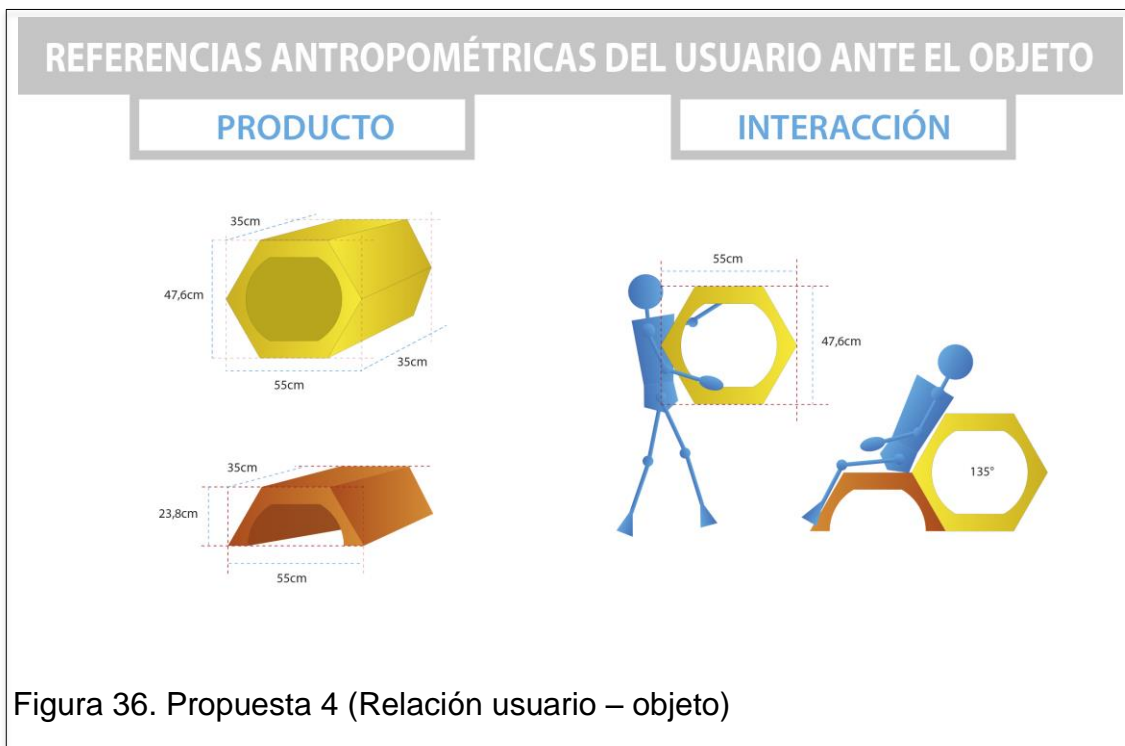 REFERENCIAS ANTROPOMÉTRICAS DEL USUARIO ANTE EL OBJETO
PRODUCTO
INTERACCIÓN
35cm
47,6cm
35cm
55cm
35cm
23,8cm
55cm
55cm
47,6cm
135°
Figura 36. Propuesta 4 (Relación usuario – objeto)